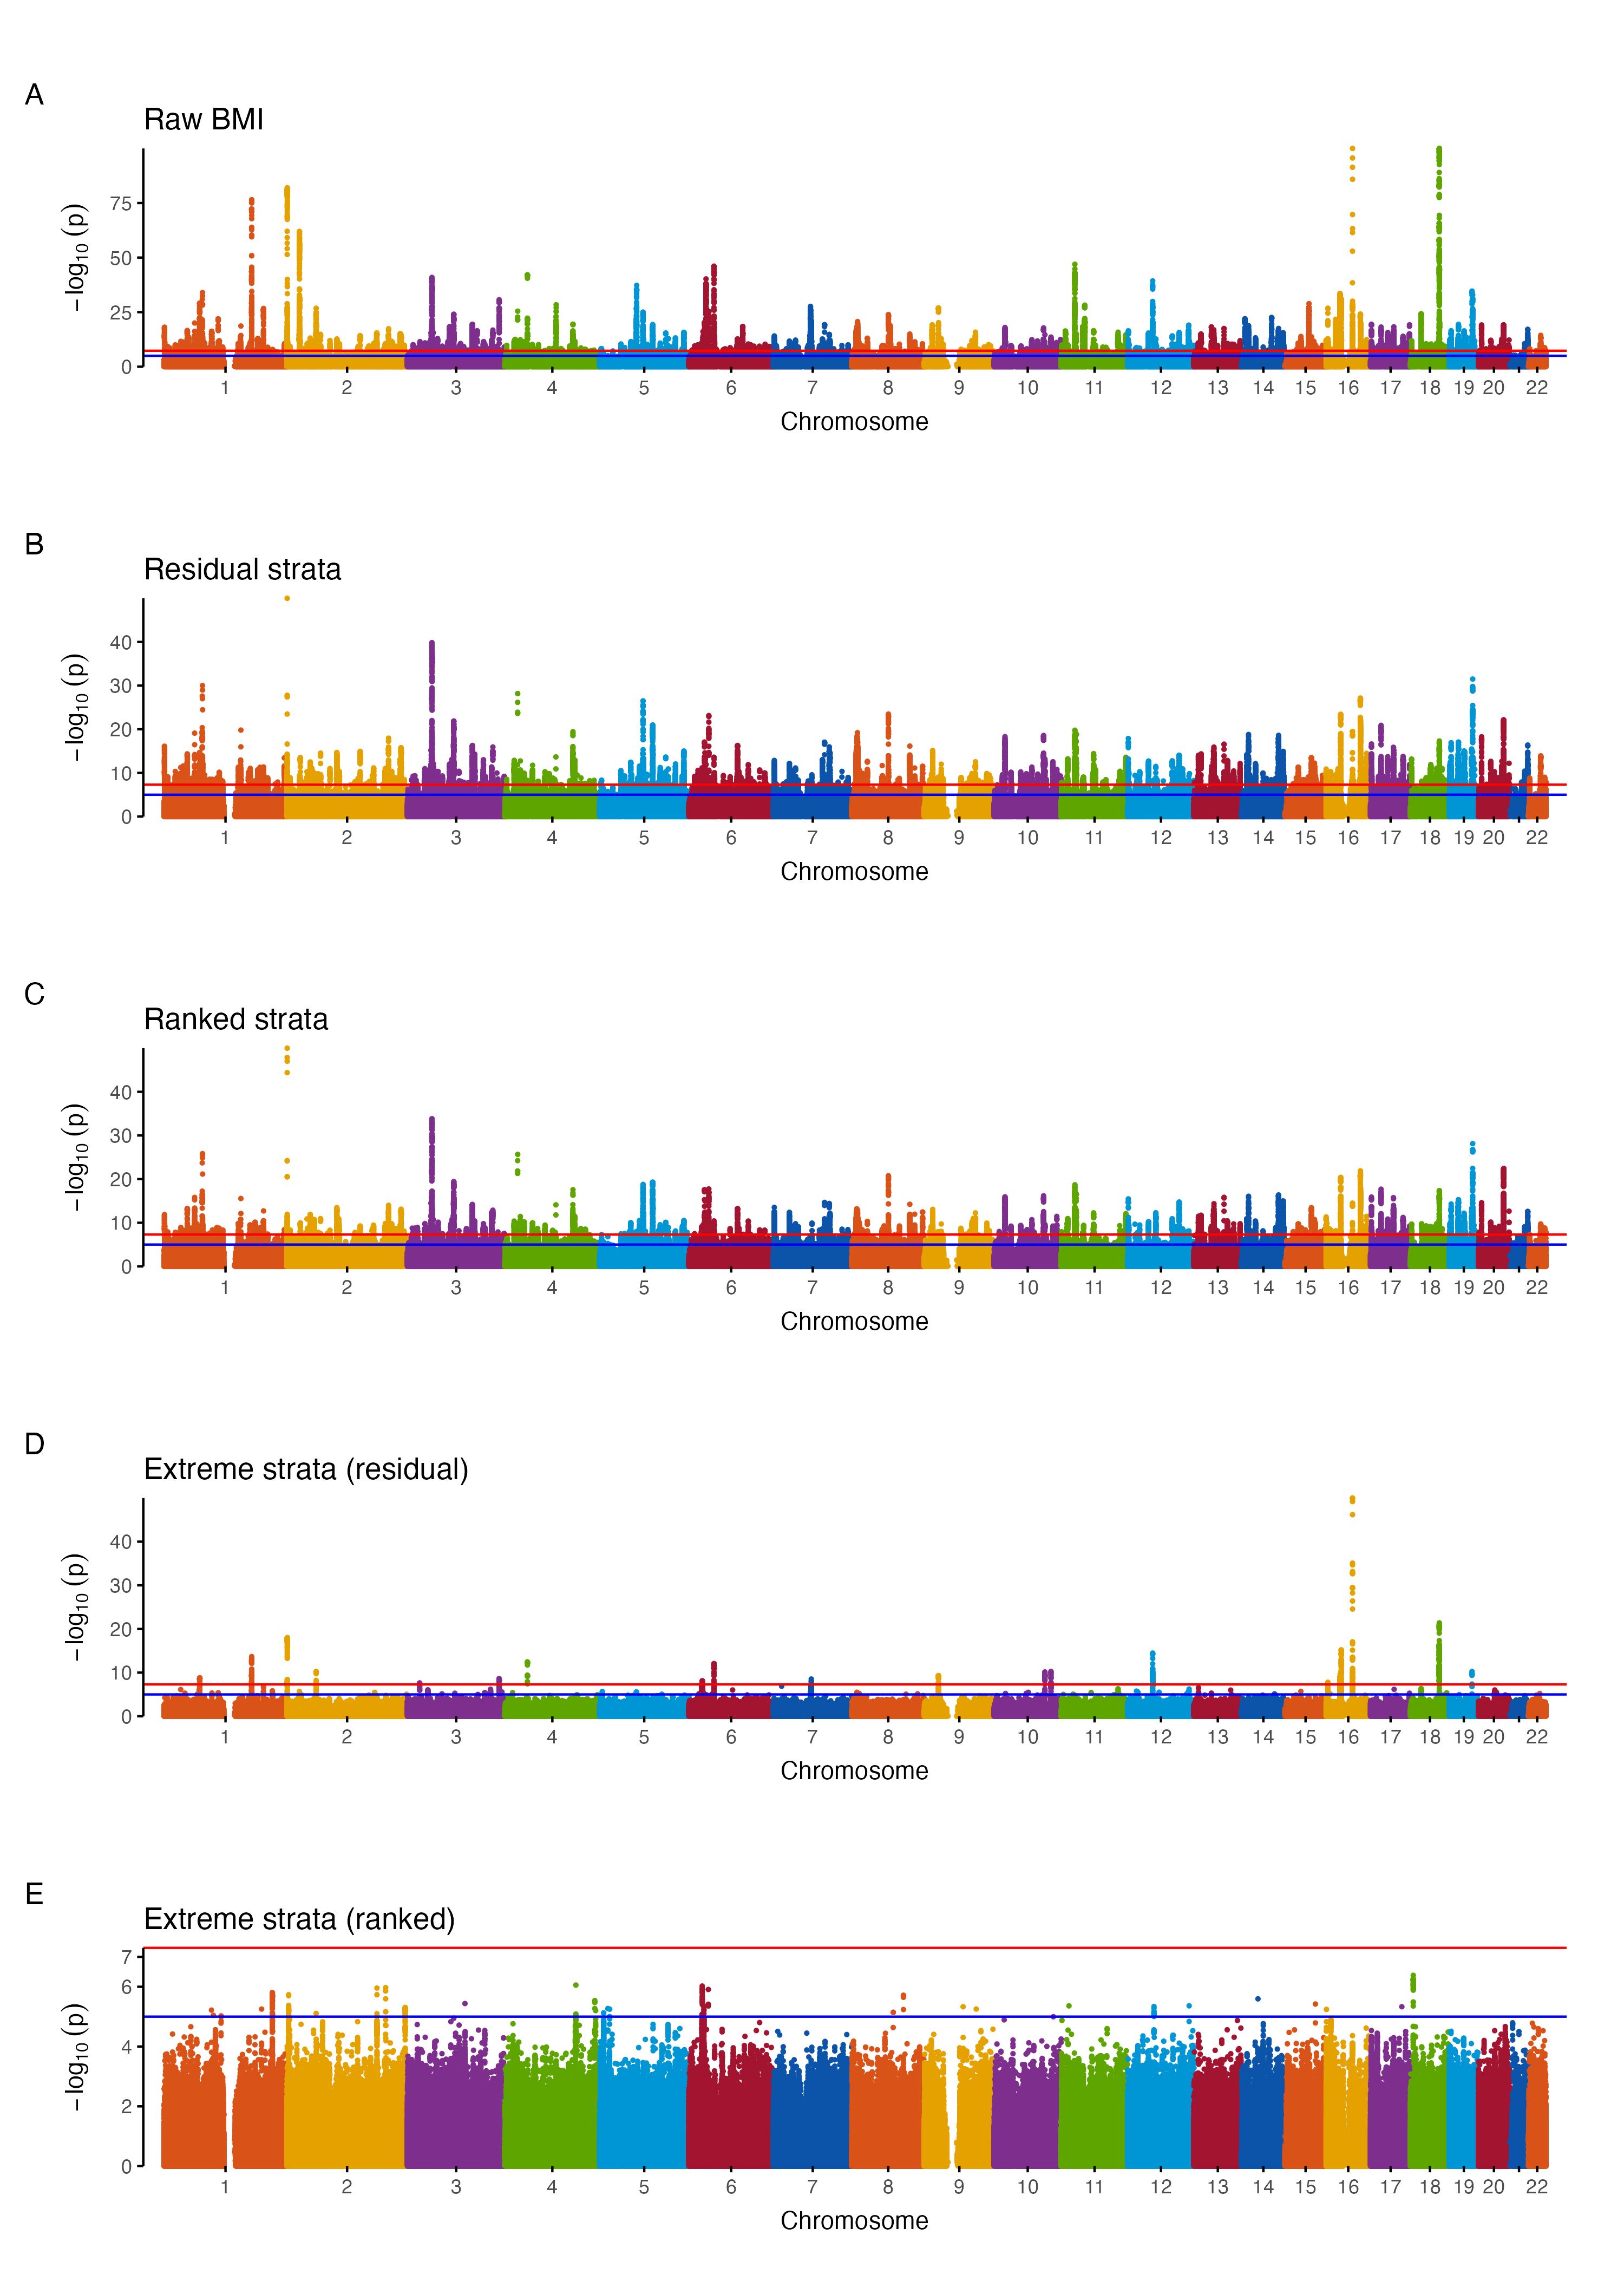 A
Raw BMI
−log10 (p)
75
50
25
0
1 2 3 4 5 6 7 8 9 10 11 12 13 14 15 16 17 18 19 20 22
Chromosome
B
Residual strata
−log10 (p)
40
30
20
10
0
1 2 3 4 5 6 7 8 9 10 11 12 13 14 15 16 17 18 19 20 22
Chromosome
C
Ranked strata
−log10 (p)
40
30
20
10
0
1 2 3 4 5 6 7 8 9 10 11 12 13 14 15 16 17 18 19 20 22
Chromosome
D
Extreme strata (residual)
−log10 (p)
40
30
20
10
0
1 2 3 4 5 6 7 8 9 10 11 12 13 14 15 16 17 18 19 20 22
Chromosome
E
Extreme strata (ranked)
−log10 (p)
7
6
4
2
0
1 2 3 4 5 6 7 8 9 10 11 12 13 14 15 16 17 18 19 20 22
Chromosome